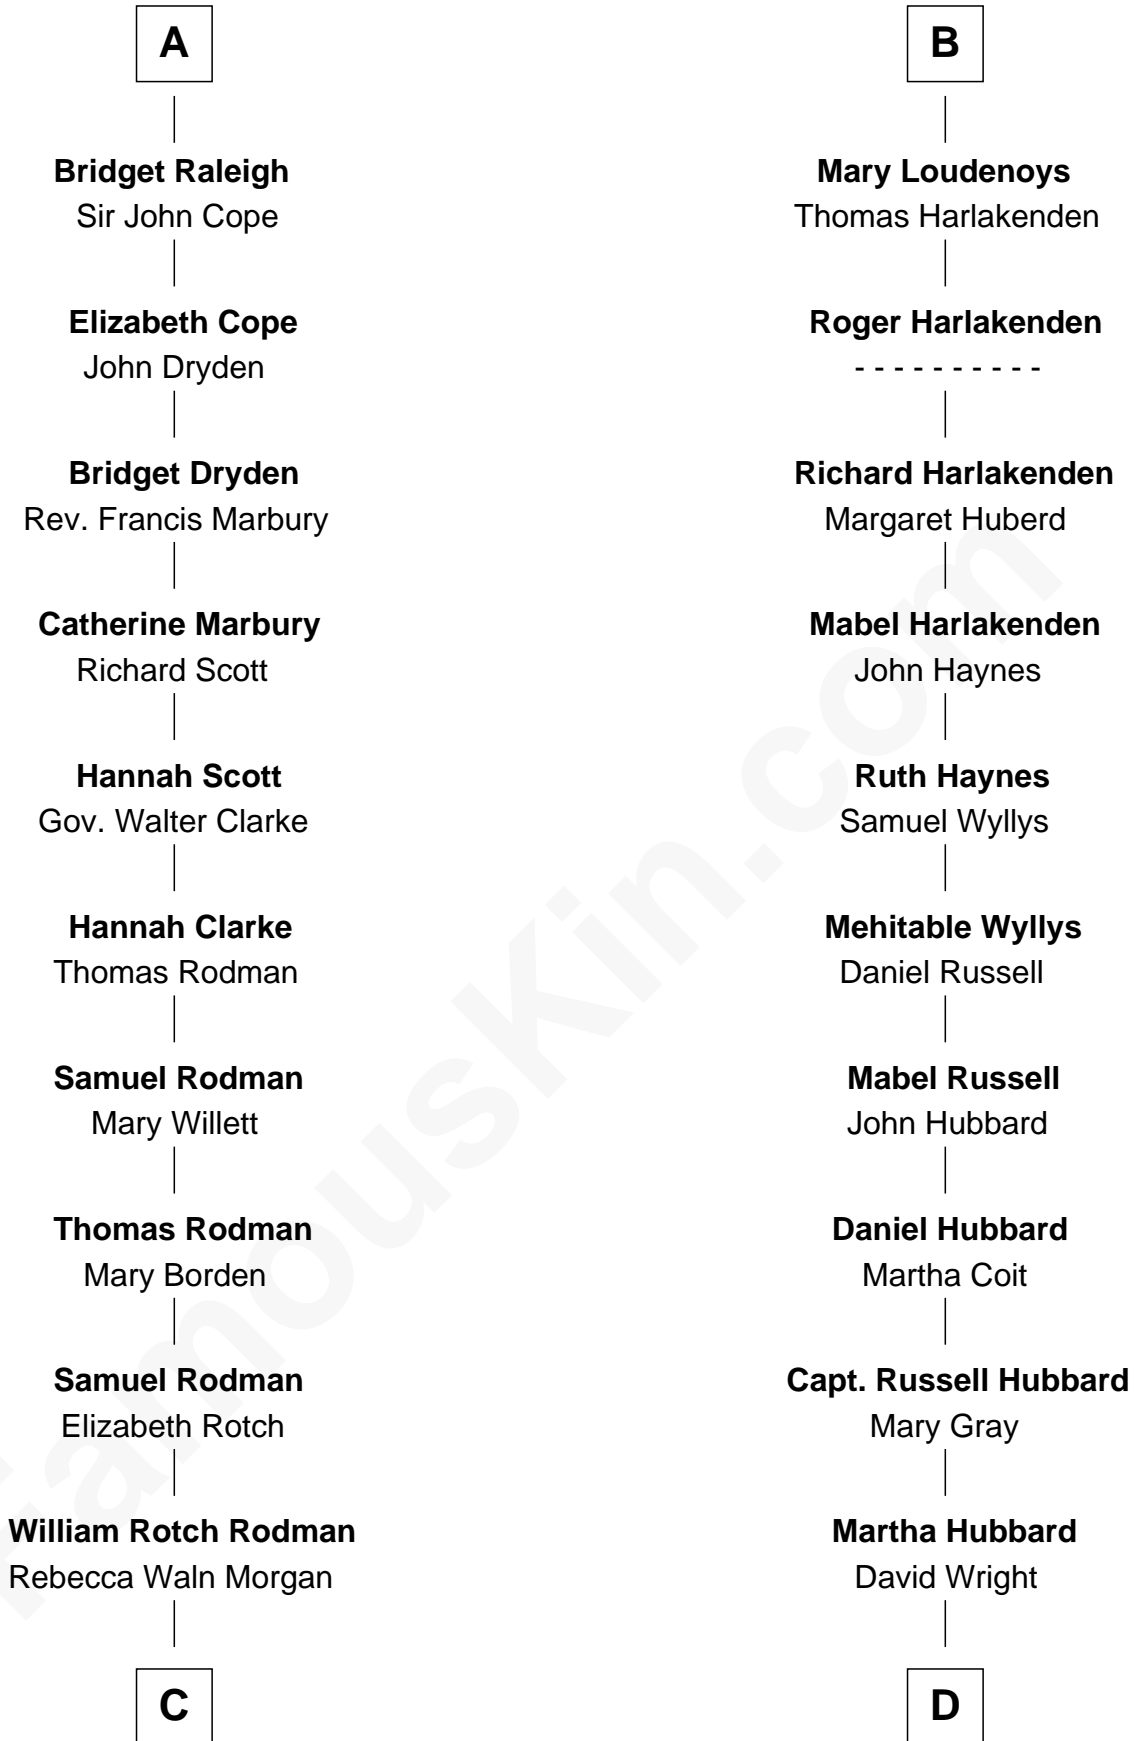 A
Bridget Raleigh
Sir John Cope
Elizabeth Cope
John Dryden
Bridget Dryden
Rev. Francis Marbury
Catherine Marbury
Richard Scott
Hannah Scott
Gov. Walter Clarke
Hannah Clarke
Thomas Rodman
Samuel Rodman
Mary Willett
Thomas Rodman
Mary Borden
Samuel Rodman
Elizabeth Rotch
William Rotch Rodman
Rebecca Waln Morgan
C
B
Mary Loudenoys
Thomas Harlakenden
Roger Harlakenden
- - - - - - - - - -
Richard Harlakenden
Margaret Huberd
Mabel Harlakenden
John Haynes
Ruth Haynes
Samuel Wyllys
Mehitable Wyllys
Daniel Russell
Mabel Russell
John Hubbard
Daniel Hubbard
Martha Coit
Capt. Russell Hubbard
Mary Gray
Martha Hubbard
David Wright
D
FamousKin.com